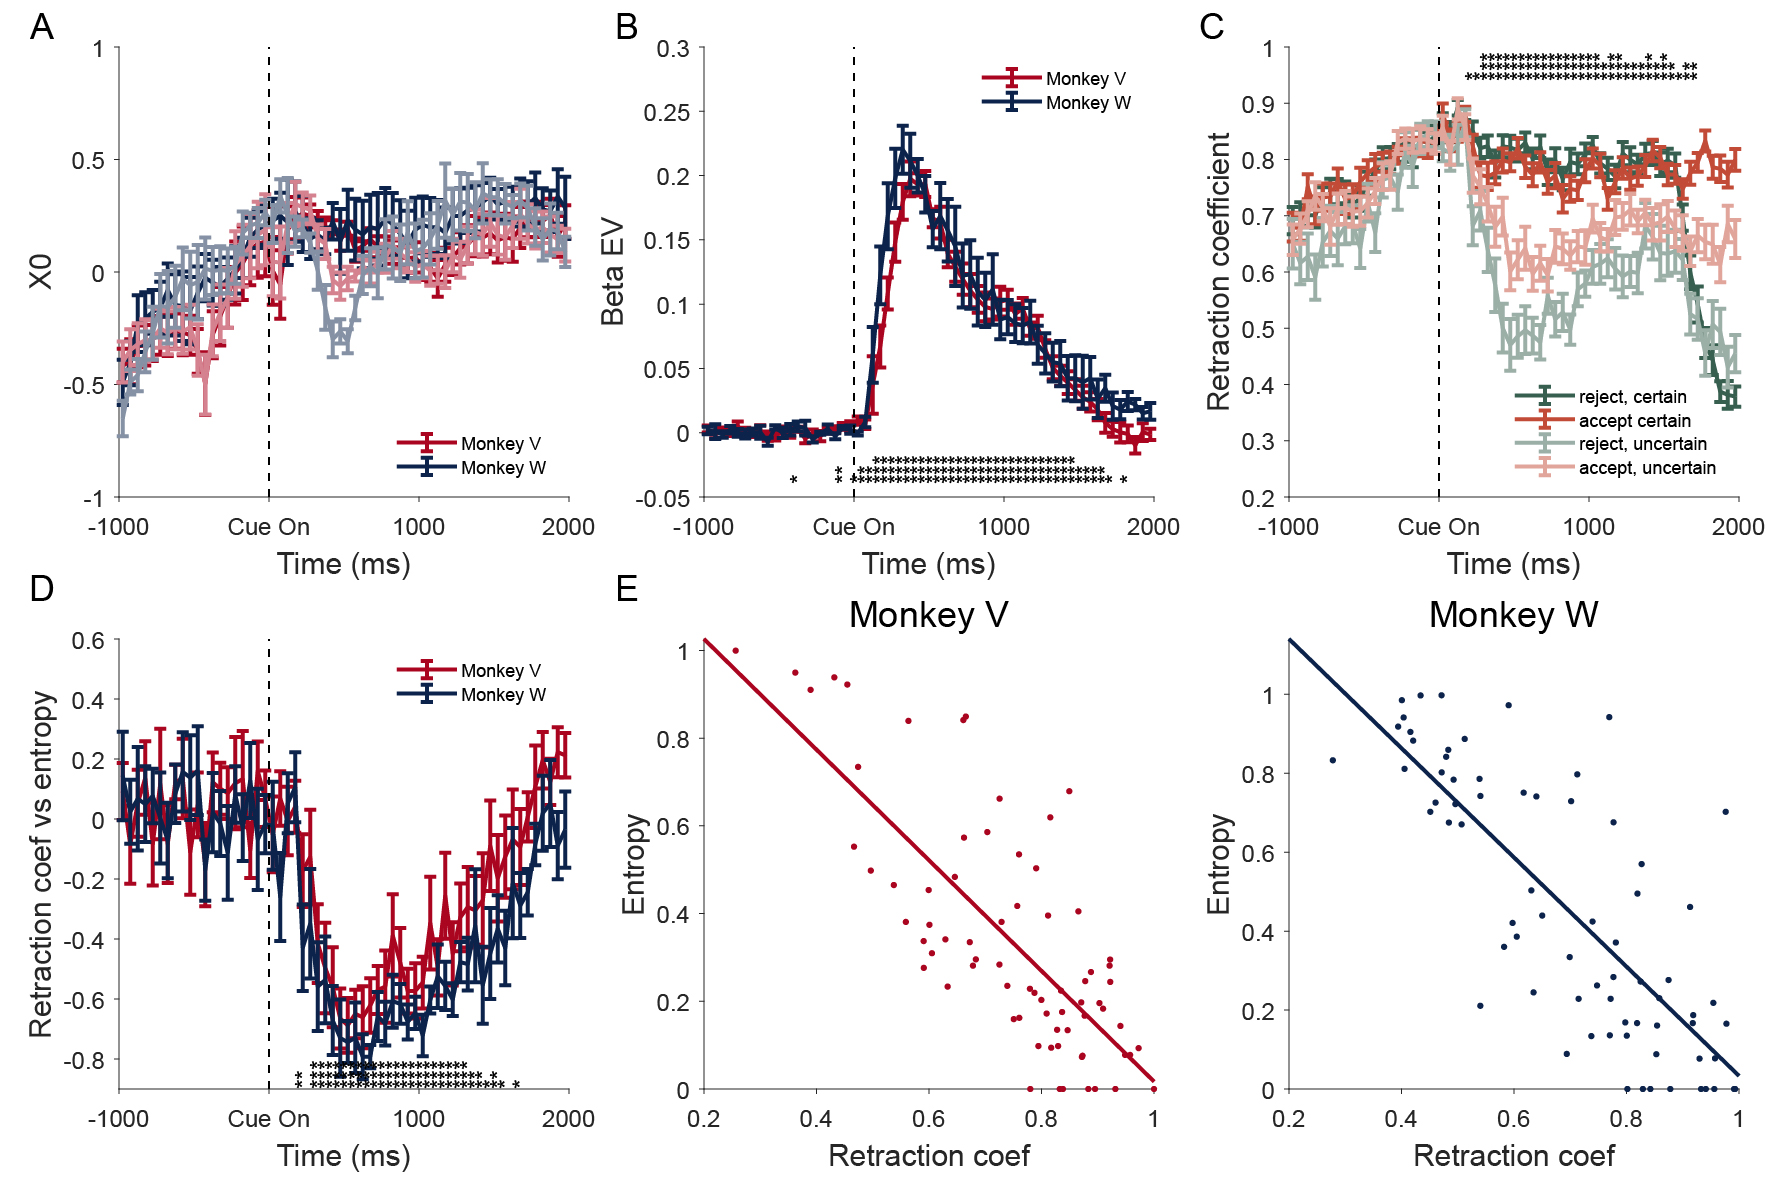 A
1
0.5
0
-0.5
-1
X0
Monkey V
Monkey W
-1000
Cue On
1000
2000
Time (ms)
B
0.3
0.25
0.2
0.15
0.1
0.05
0
-0.05
Beta EV
Monkey V
Monkey W
-1000
Cue On
1000
2000
Time (ms)
C
1
0.9
0.8
0.7
0.6
0.5
0.4
0.3
0.2
Retraction coefficient
reject, certain
accept certain
reject, uncertain
accept, uncertain
-1000
Cue On
1000
2000
Time (ms)
D
0.6
0.4
0.2
0
-0.2
-0.4
-0.6
-0.8
Retraction coef vs entropy
Monkey V
Monkey W
-1000
Cue On
1000
2000
Time (ms)
E
Monkey V
1
0.8
0.6
0.4
0.2
0
Entropy
0.2
0.4
0.6
0.8
1
Retraction coef
Monkey W
1
0.8
0.6
0.4
0.2
0
Entropy
0.2
0.4
0.6
0.8
1
Retraction coef